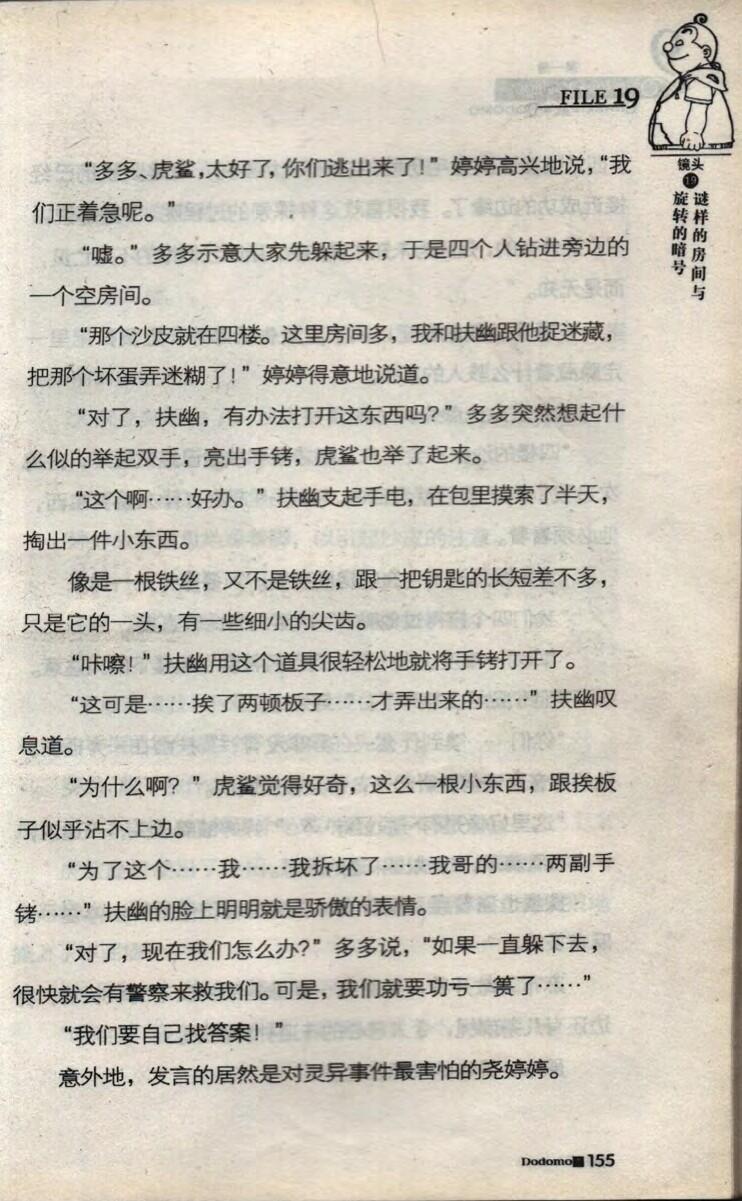 FILE 19
镜头
19
谜样的房间与
旋转的暗号
“多多、虎鲨，太好了，你们逃出来了！”婷婷高兴地说，“我
们正着急呢。”
“嘘。”多多示意大家先躲起来，于是四个人钻进旁边的
一个空房间。
“那个沙皮就在四楼。这里房间多，我和扶幽跟他捉迷藏，
把那个坏蛋弄迷糊了！”婷婷得意地说道。
“对了，扶幽，有办法打开这东西吗？”多多突然想起什
么似的举起双手，亮出手铐，虎鲨也举了起来。
“这个啊……好办。”扶幽支起手电，在包里摸索了半天，
掏出一件小东西。
像是一根铁丝，又不是铁丝，跟一把钥匙的长短差不多，
只是它的一头，有一些细小的尖齿。
“咔嚓！”扶幽用这个道具很轻松地就将手铐打开了。
“这可是……挨了两顿板子……才弄出来的……”扶幽叹
息道。
“为什么啊？”虎鲨觉得好奇，这么一根小东西，跟挨板
子似乎沾不上边。
“为了这个……我……我拆坏了……我哥的……两副手
铐……”扶幽的脸上明明就是骄傲的表情。
“对了，现在我们怎么办？”多多说，“如果一直躲下去，
很快就会有警察来救我们。可是，我们就要功亏一篑了……”
“我们要自己找答案！”
意外地，发言的居然是对灵异事件最害怕的尧婷婷。
Dodomo 155